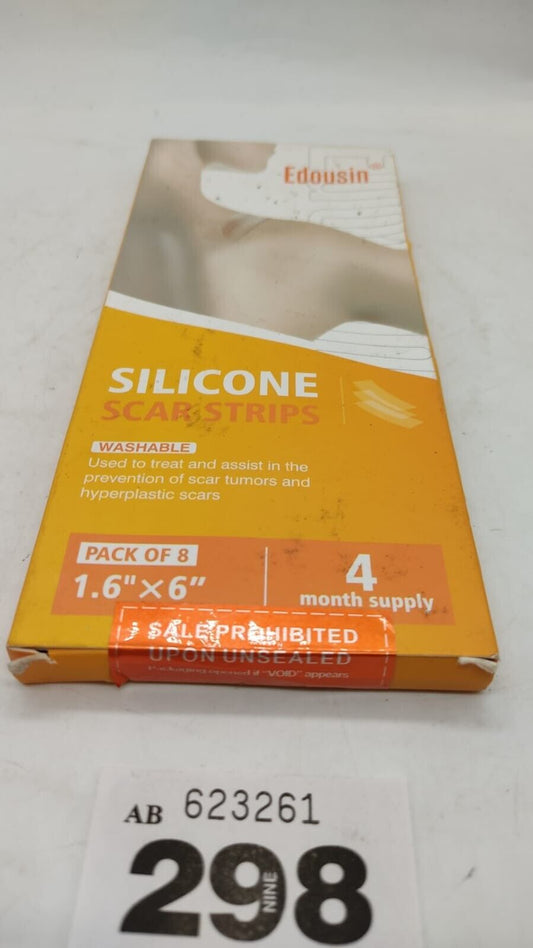 Edousin®
SILICONE
SCAR STRIPS
WASHABLE
Used to treat and assist in the
prevention of scar tumors and
hyperplastic scars
PACK OF 8
1.6"×6"
4
month supply
SALE PROHIBITED
UPON UNSEALED
Packaging opened if "VOID" appears
AB 623261
298
NINE